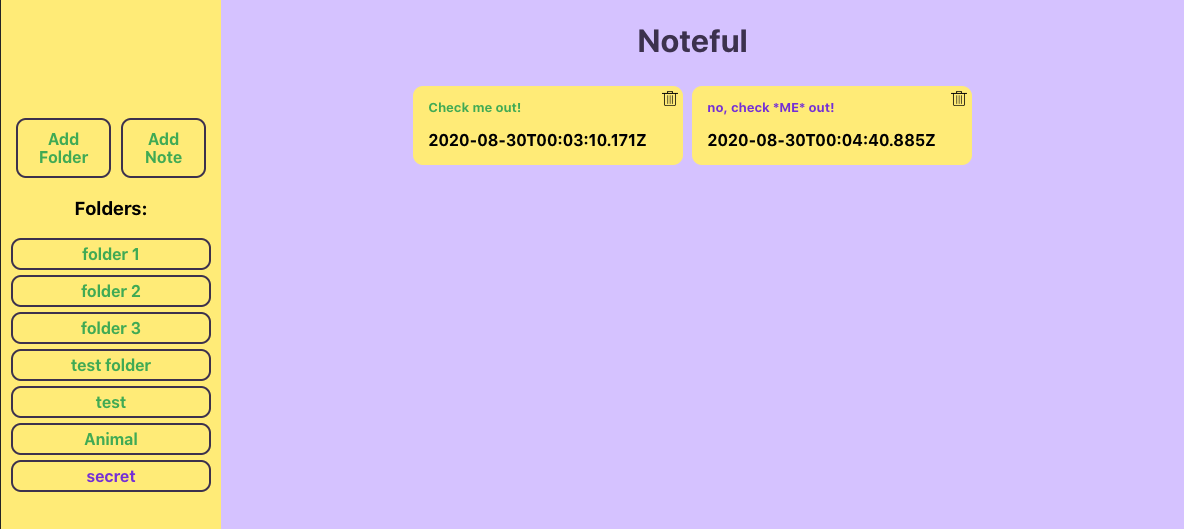 Noteful
Add
Folder
Add
Note
Folders:
folder 1
folder 2
folder 3
test folder
test
Animal
secret
Check me out!
2020-08-30T00:03:10.171Z
no, check *ME* out!
2020-08-30T00:04:40.885Z